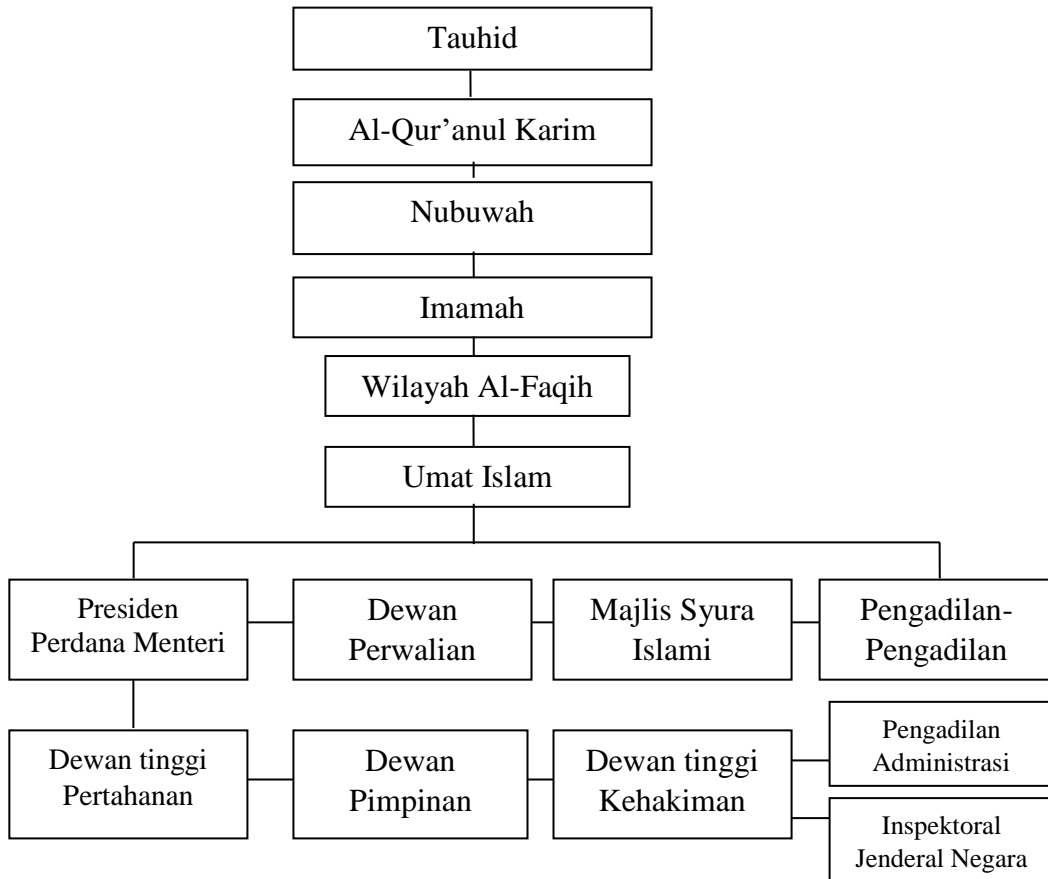 Tauhid
Al-Qur’anul Karim
Nubuwah
Imamah
Wilayah Al-Faqih
Umat Islam
Presiden
Perdana Menteri
Dewan
Perwalian
Majlis Syura
Islami
Pengadilan-
Pengadilan
Dewan tinggi
Pertahanan
Dewan
Pimpinan
Dewan tinggi
Kehakiman
Pengadilan
Administrasi
Inspektoral
Jenderal Negara